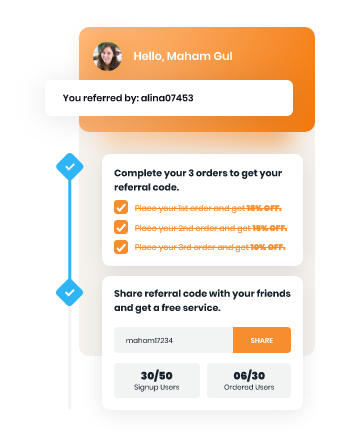 Hello, Maham Gul
You referred by: alina07453
Complete your 3 orders to get your
referral code.
Place your 1st order and get 15% OFF.
Place your 2nd order and get 15% OFF.
Place your 3rd order and get 10% OFF.
Share referral code with your friends
and get a free service.
maham17234
SHARE
30/50
06/30
Signup Users
Ordered Users